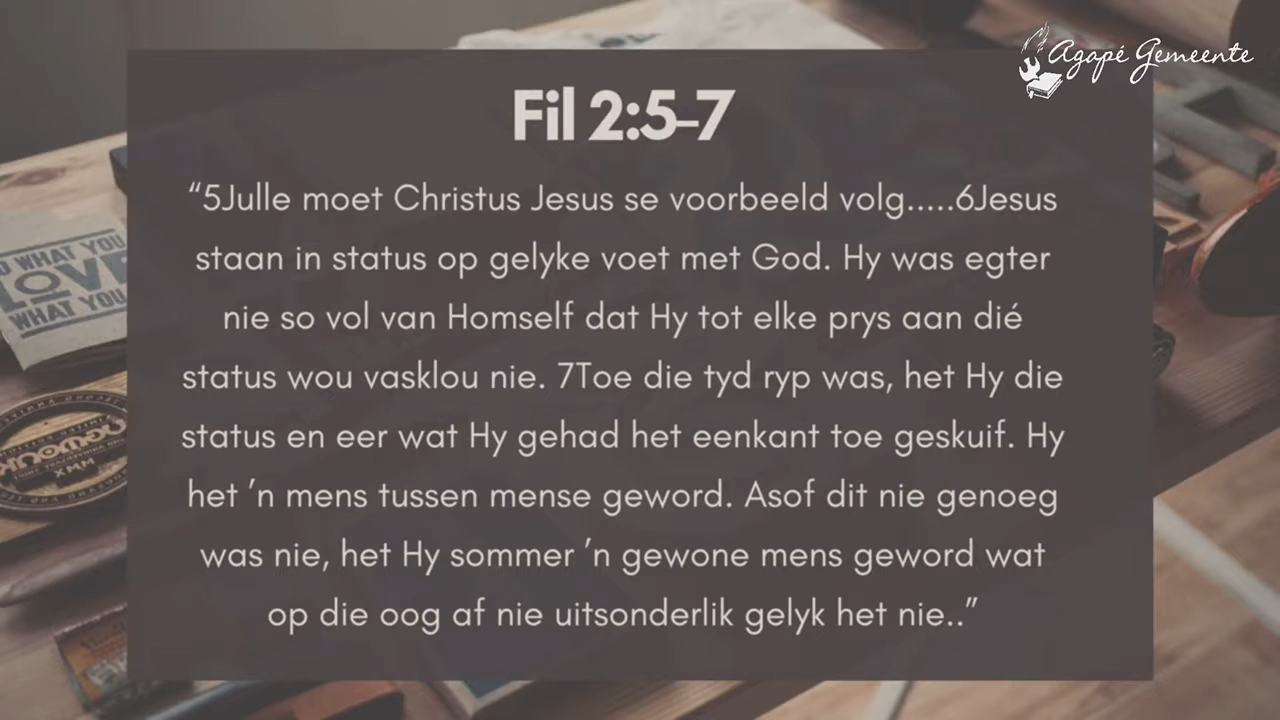 Agapé Gemeente
Fil 2:5-7
“5Julle moet Christus Jesus se voorbeeld volg.....6Jesus
staan in status op gelyke voet met God. Hy was egter
nie so vol van Homself dat Hy tot elke prys aan dié
status wou vasklou nie. 7Toe die tyd ryp was, het Hy die
status en eer wat Hy gehad het eenkant toe geskuif. Hy
het ’n mens tussen mense geword. Asof dit nie genoeg
was nie, het Hy sommer ’n gewone mens geword wat
op die oog af nie uitsonderlik gelyk het nie..”
WHAT YOU
LOVE
WHAT YOU
XMM